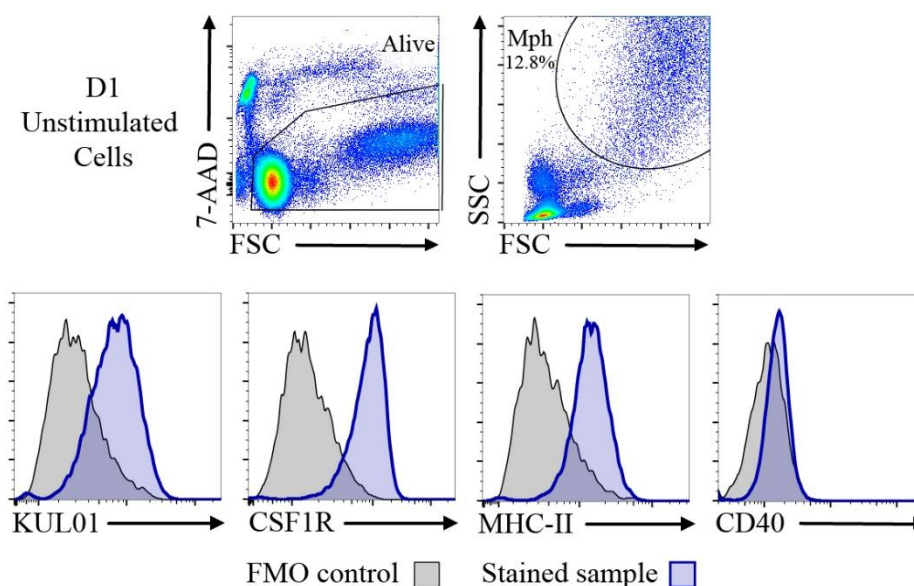 D1
Unstimulated
Cells
7-AAD
Alive
FSC
SSC
Mph
12.8%
FSC
KUL01
CSF1R
MHC-II
CD40
FMO control
Stained sample